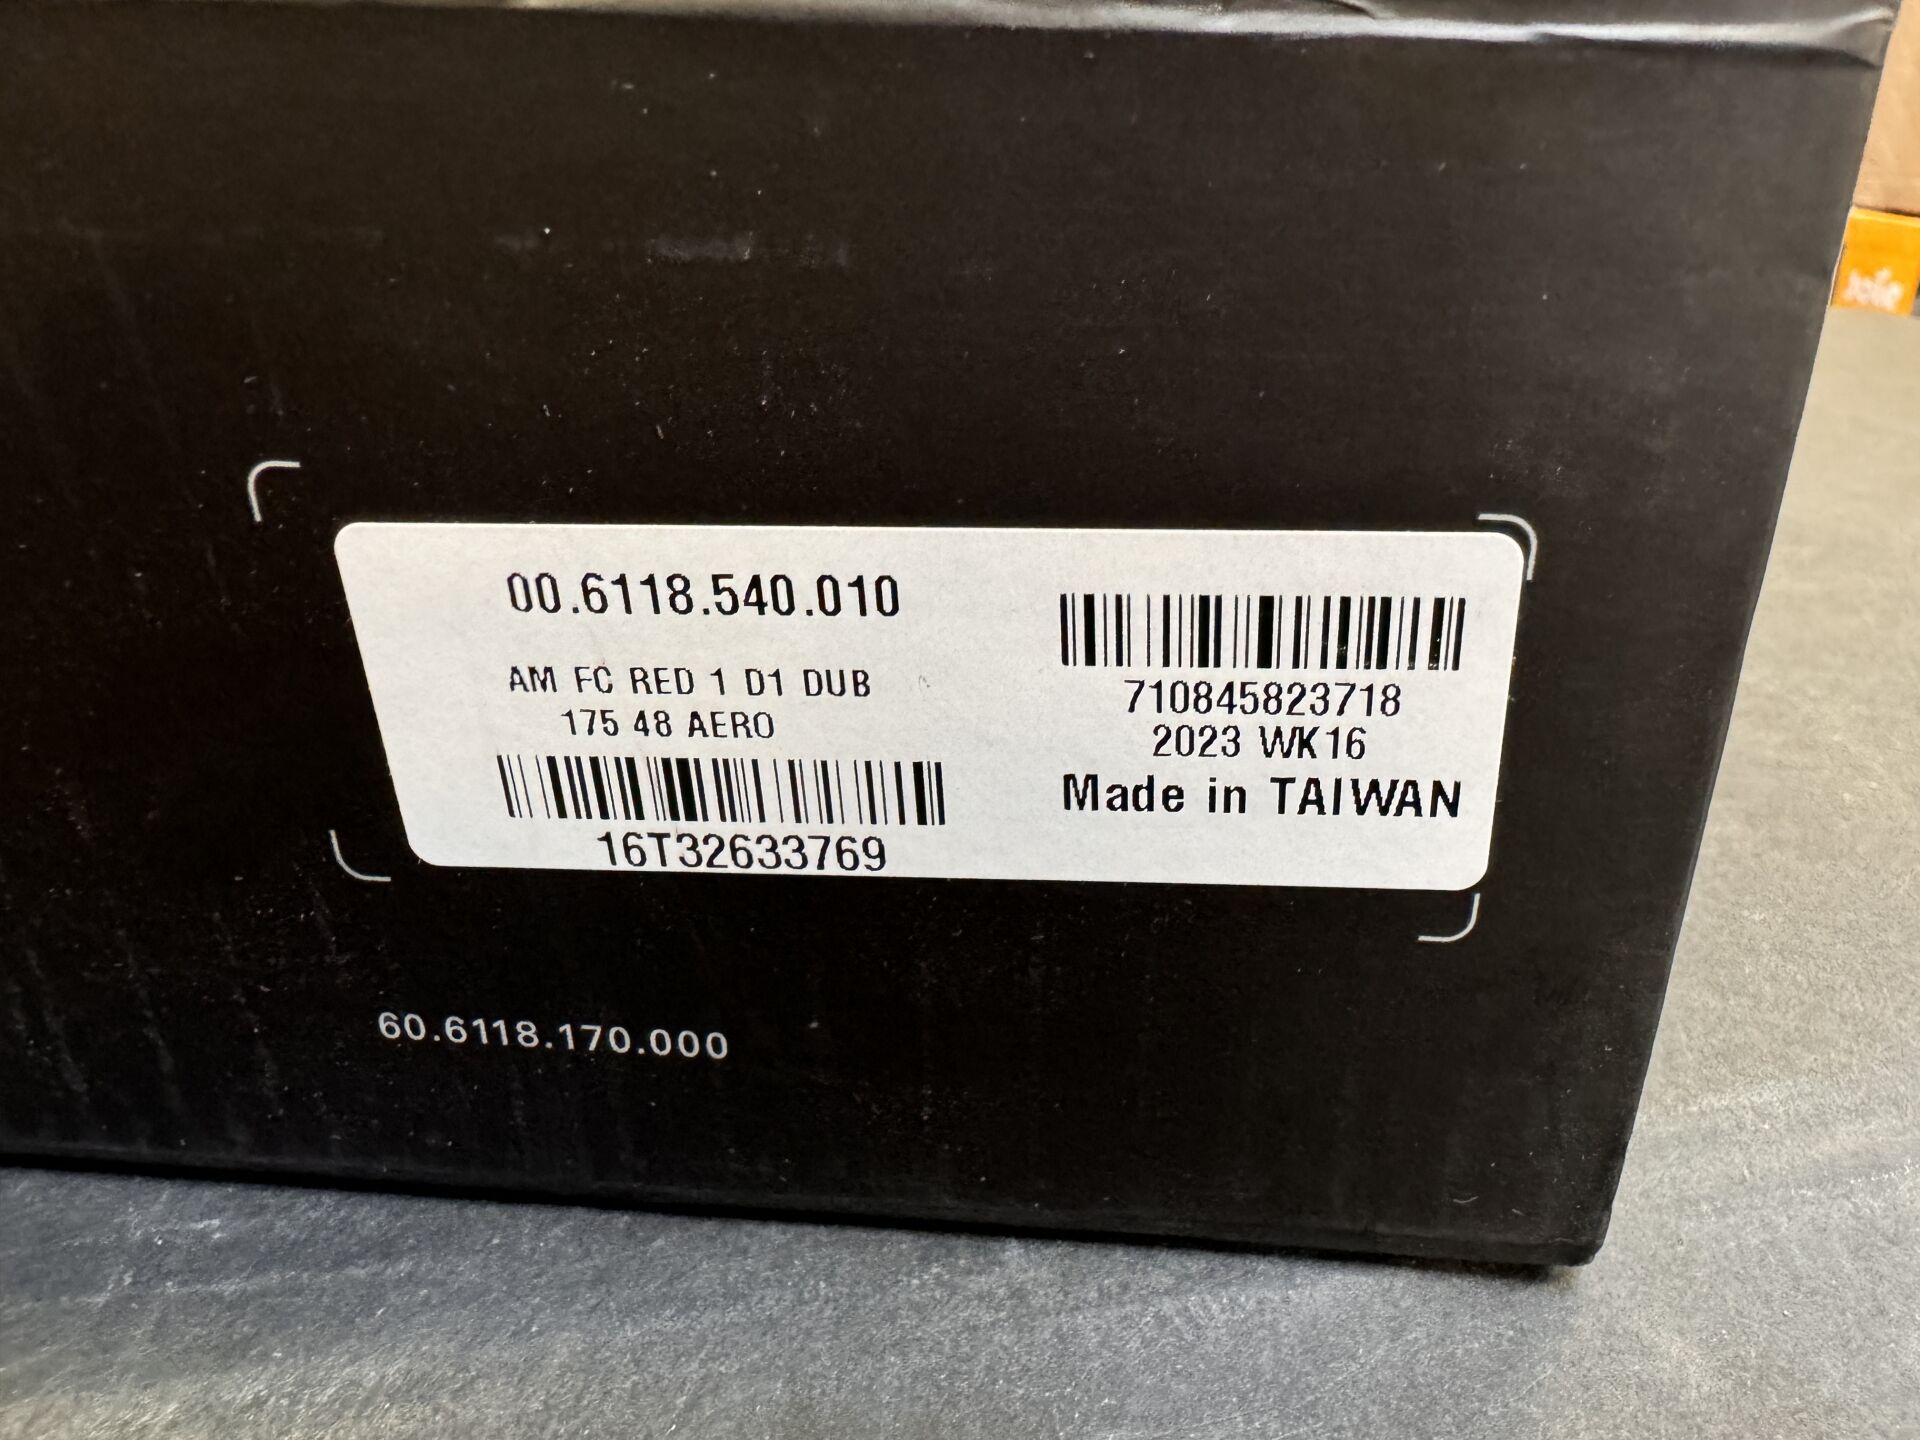 00.6118.540.010
AM FC RED 1 D1 DUB
175 48 AERO
16T32633769
710845823718
2023 WK16
Made in TAIWAN
60.6118.170.000